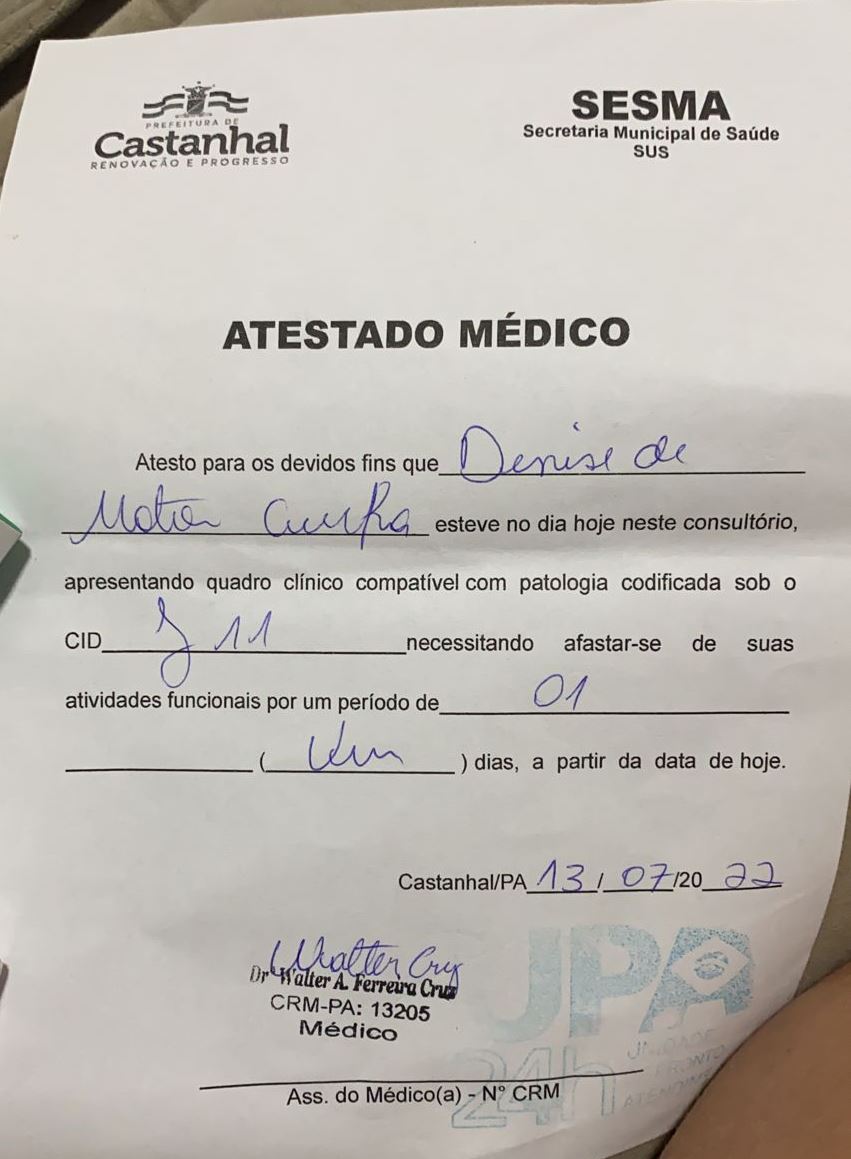 PREFEITURA DE
Castanhal
RENOVAÇÃO E PROGRESSO
SESMA
Secretaria Municipal de Saúde
SUS
ATESTADO MÉDICO
Atesto para os devidos fins que Denise de
Mota Cunha esteve no dia hoje neste consultório,
apresentando quadro clínico compatível com patologia codificada sob o
CID J 11 necessitando afastar-se de suas
atividades funcionais por um período de 01
( Um ) dias, a partir da data de hoje.
Castanhal/PA 13/07/2022
Walter Cruz
Dr Walter A. Ferreira Cruz
CRM-PA: 13205
Médico
UPA
24h
UNIDADE
PRONTO
ATENDIMENTO
Ass. do Médico(a) - Nº CRM